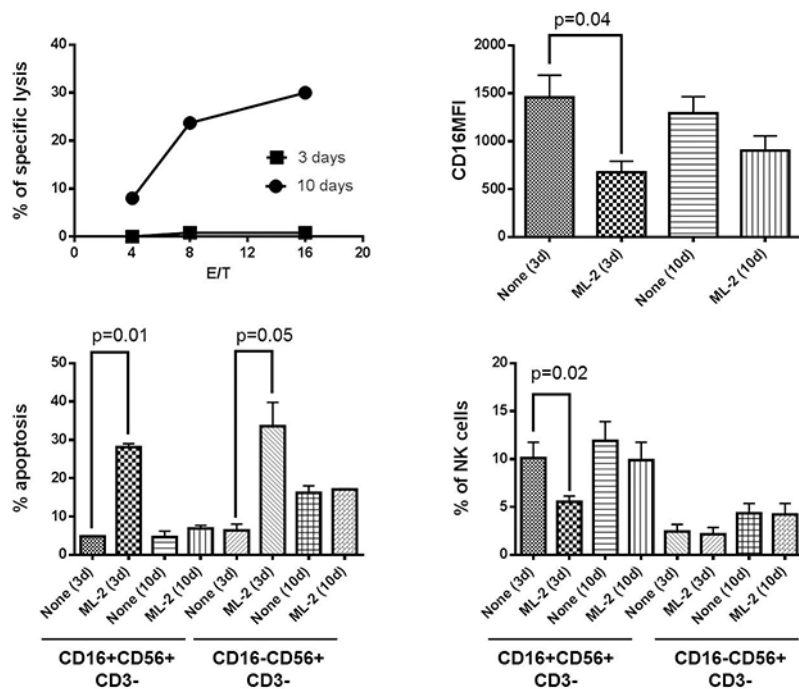 % of specific lysis
40
30
20
10
0
0
4
8
12
16
20
E/T
3 days
10 days
p=0.04
CD16MFI
2000
1500
1000
500
0
None (3d)
ML-2 (3d)
None (10d)
ML-2 (10d)
p=0.01
p=0.05
% apoptosis
50
40
30
20
10
0
None (3d)
ML-2 (3d)
None (10d)
ML-2 (10d)
None (3d)
ML-2 (3d)
None (10d)
ML-2 (10d)
CD16+CD56+
CD3-
CD16-CD56+
CD3-
p=0.02
% of NK cells
20
15
10
5
0
None (3d)
ML-2 (3d)
None (10d)
ML-2 (10d)
None (3d)
ML-2 (3d)
None (10d)
ML-2 (10d)
CD16+CD56+
CD3-
CD16-CD56+
CD3-